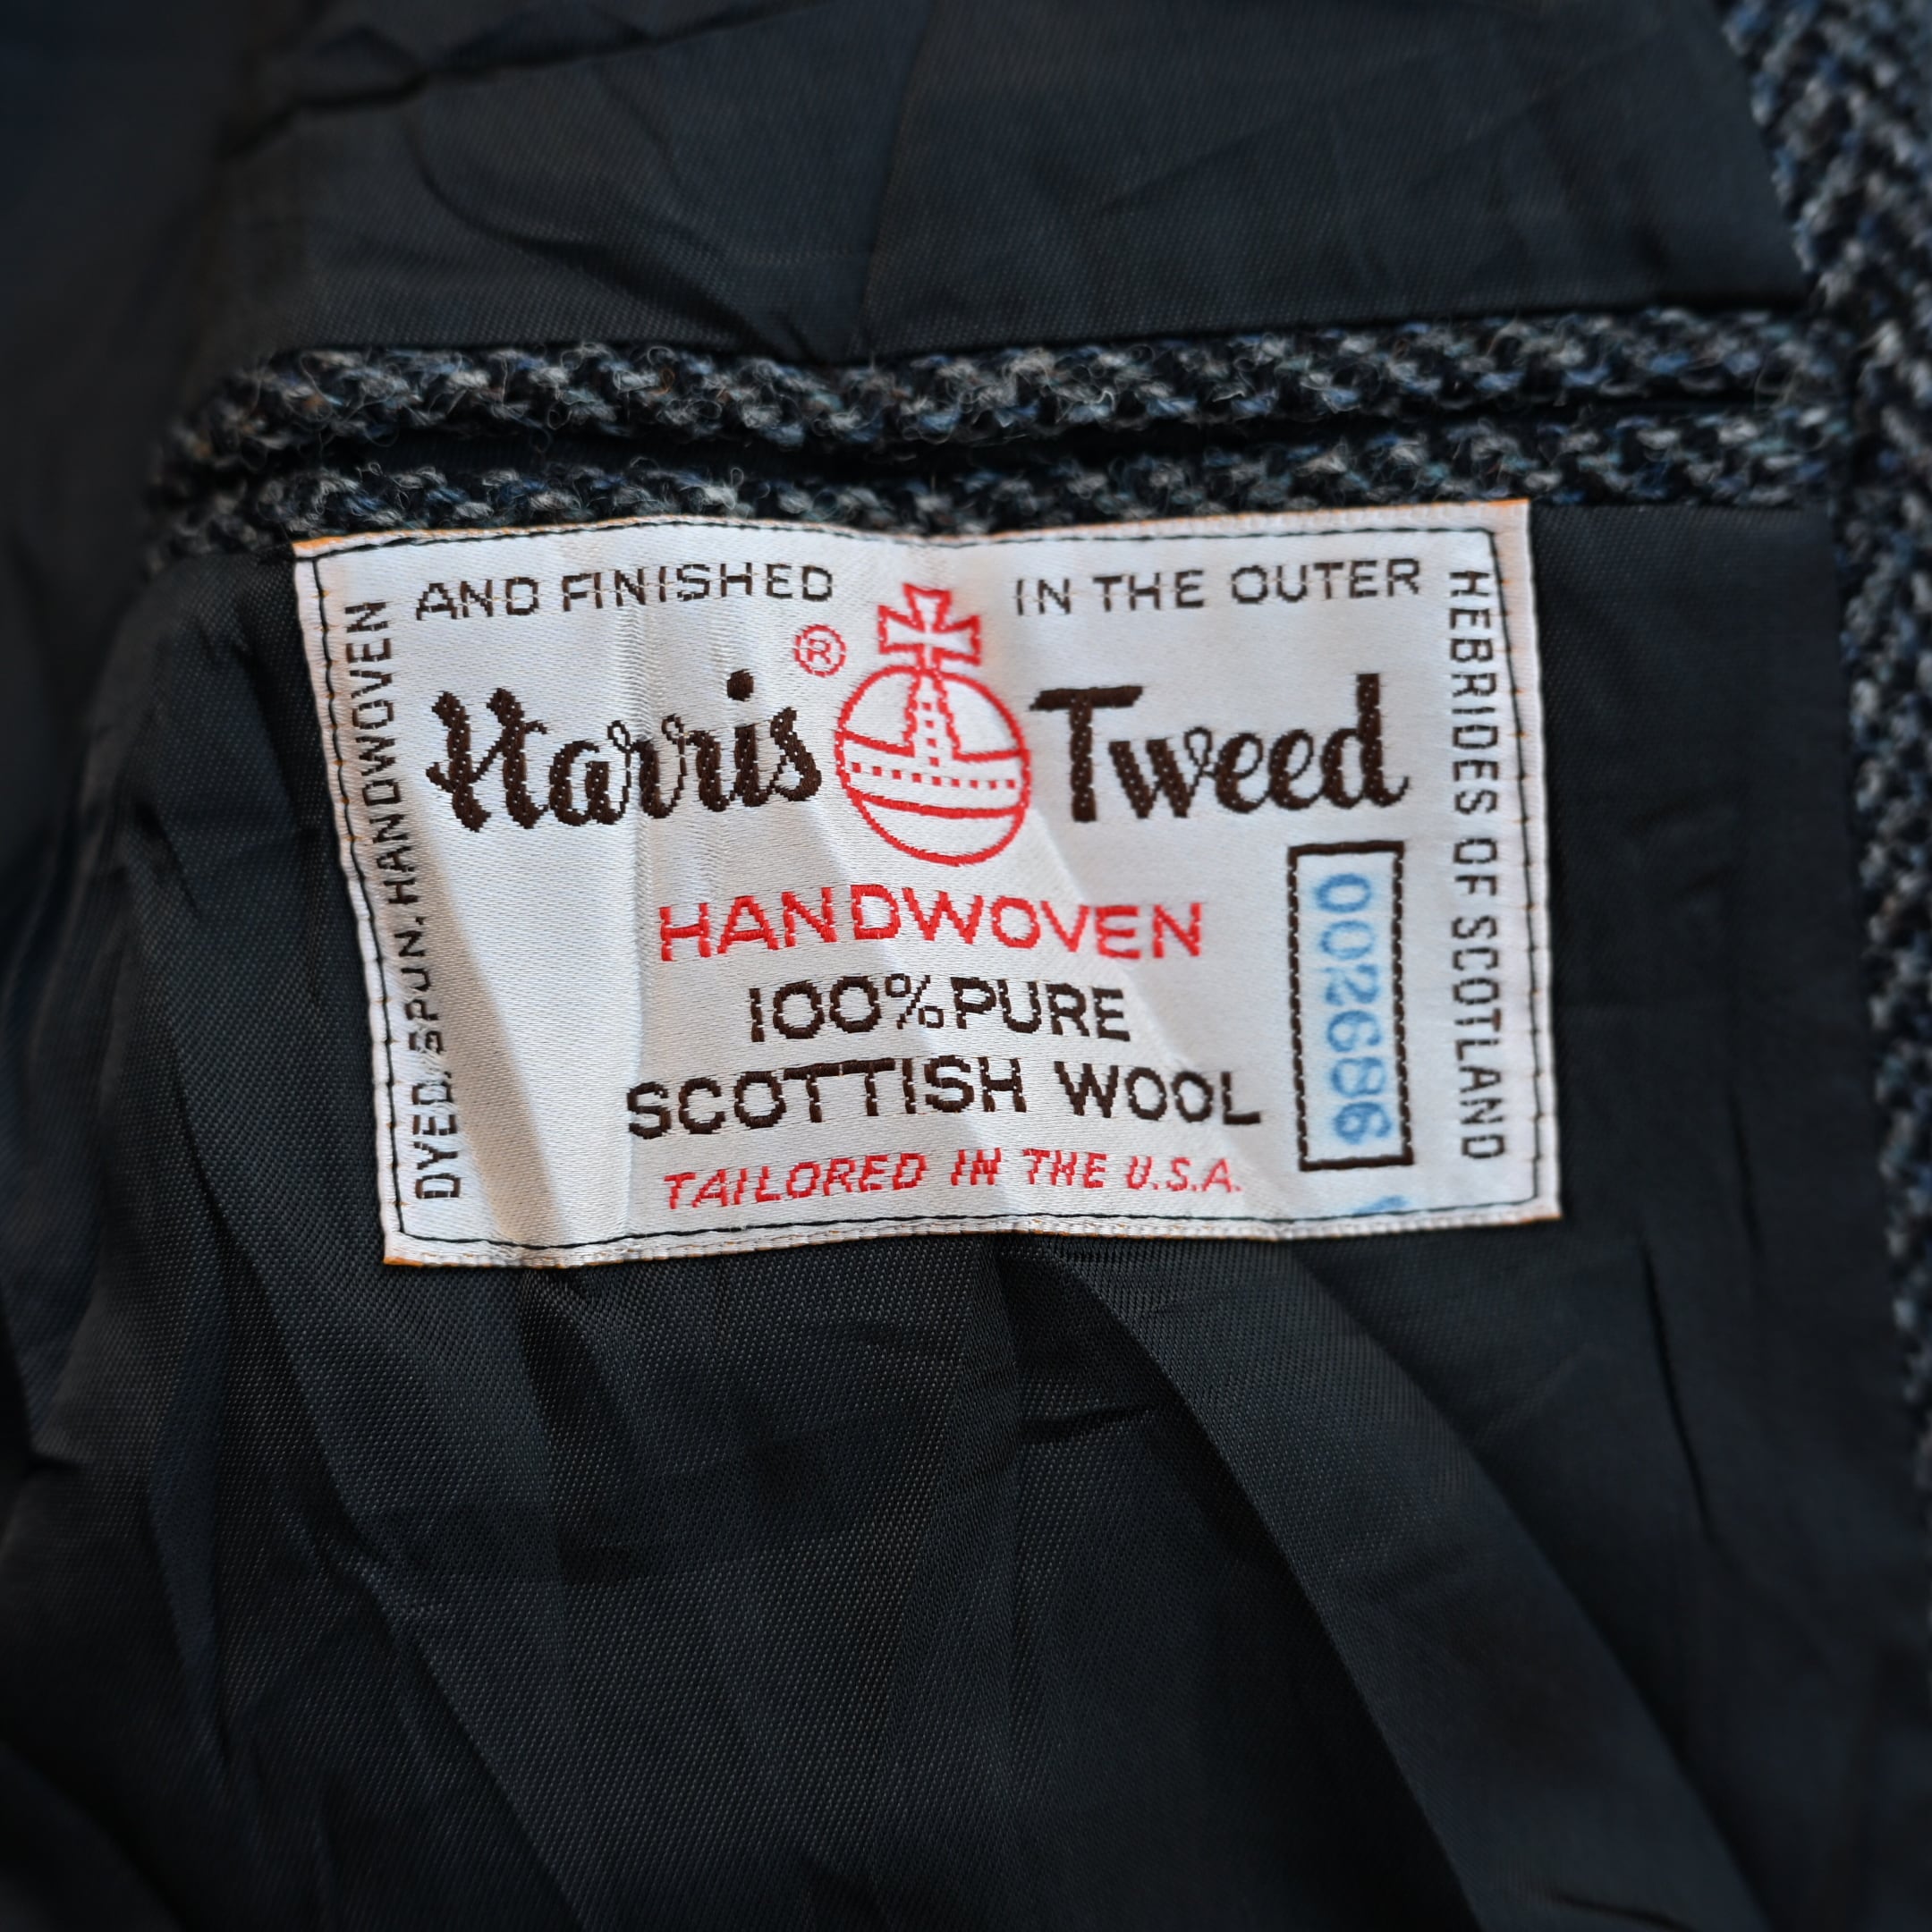 DYED, SPUN, HANDWOVEN
AND FINISHED IN THE OUTER
HEBRIDES OF SCOTLAND
Harris ® Tweed
HANDWOVEN
100% PURE
SCOTTISH WOOL
TAILORED IN THE U.S.A.
0026896